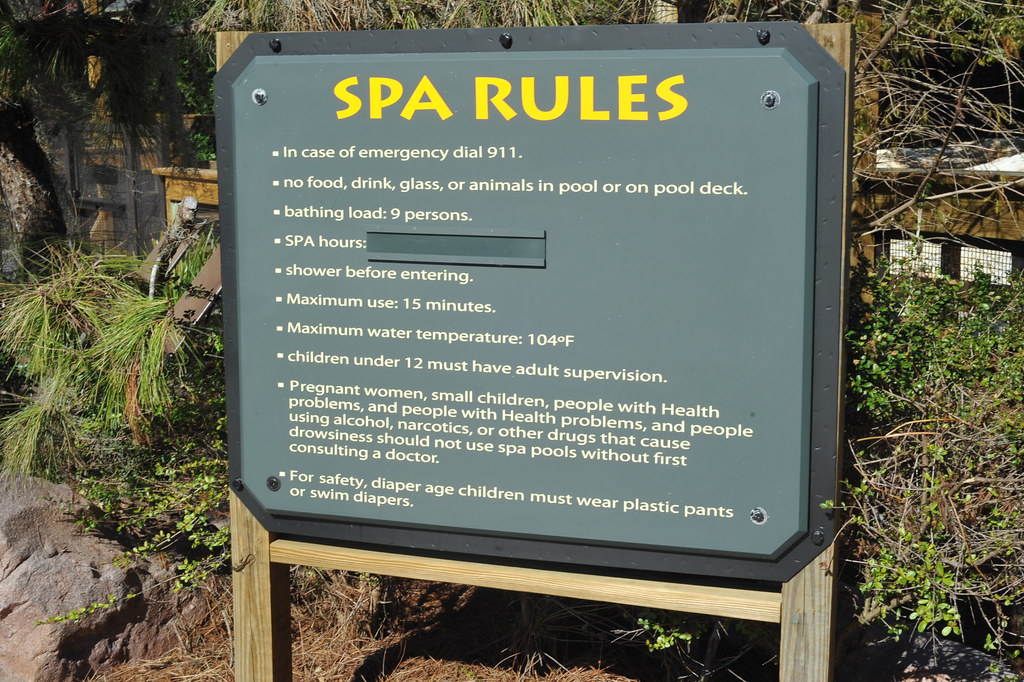 SPA RULES
▪ In case of emergency dial 911.
▪ no food, drink, glass, or animals in pool or on pool deck.
▪ bathing load: 9 persons.
▪ SPA hours:
▪ shower before entering.
▪ Maximum use: 15 minutes.
▪ Maximum water temperature: 104ºF
▪ children under 12 must have adult supervision.
▪ Pregnant women, small children, people with Health
problems, and people with Health problems, and people
using alcohol, narcotics, or other drugs that cause
drowsiness should not use spa pools without first
consulting a doctor.
▪ For safety, diaper age children must wear plastic pants
or swim diapers.